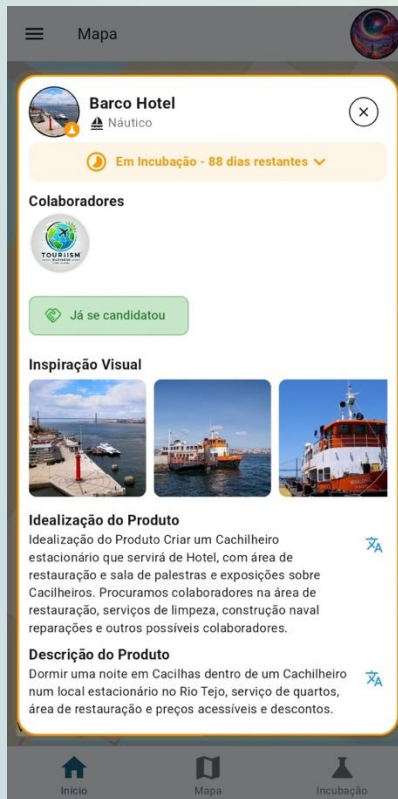 Mapa
Barco Hotel
Náutico
Em Incubação - 88 dias restantes
Colaboradores
TOURISM
BUSINESS
Já se candidatou
Inspiração Visual
Idealização do Produto
Idealização do Produto Criar um Cachilheiro
estacionário que servirá de Hotel, com área de
restauração e sala de palestras e exposições sobre
Cacilheiros. Procuramos colaboradores na área de
restauração, serviços de limpeza, construção naval
reparações e outros possíveis colaboradores.
Descrição do Produto
Dormir uma noite em Cacilhas dentro de um Cachilheiro
num local estacionário no Rio Tejo, serviço de quartos,
área de restauração e preços acessíveis e descontos.
Início
Mapa
Incubação